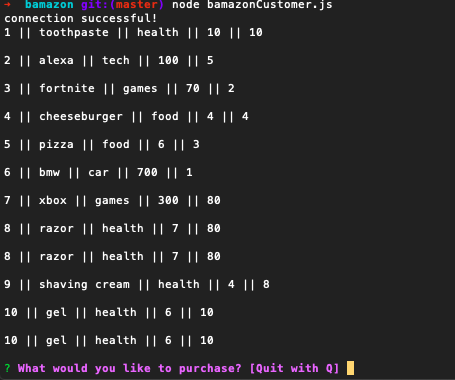 → bamazon git:(master) node bamazonCustomer.js
connection successful!
1 || toothpaste || health || 10 || 10
2 || alexa || tech || 100 || 5
3 || fortnite || games || 70 || 2
4 || cheeseburger || food || 4 || 4
5 || pizza || food || 6 || 3
6 || bmw || car || 700 || 1
7 || xbox || games || 300 || 80
8 || razor || health || 7 || 80
8 || razor || health || 7 || 80
9 || shaving cream || health || 4 || 8
10 || gel || health || 6 || 10
10 || gel || health || 6 || 10
? What would you like to purchase? [Quit with Q]